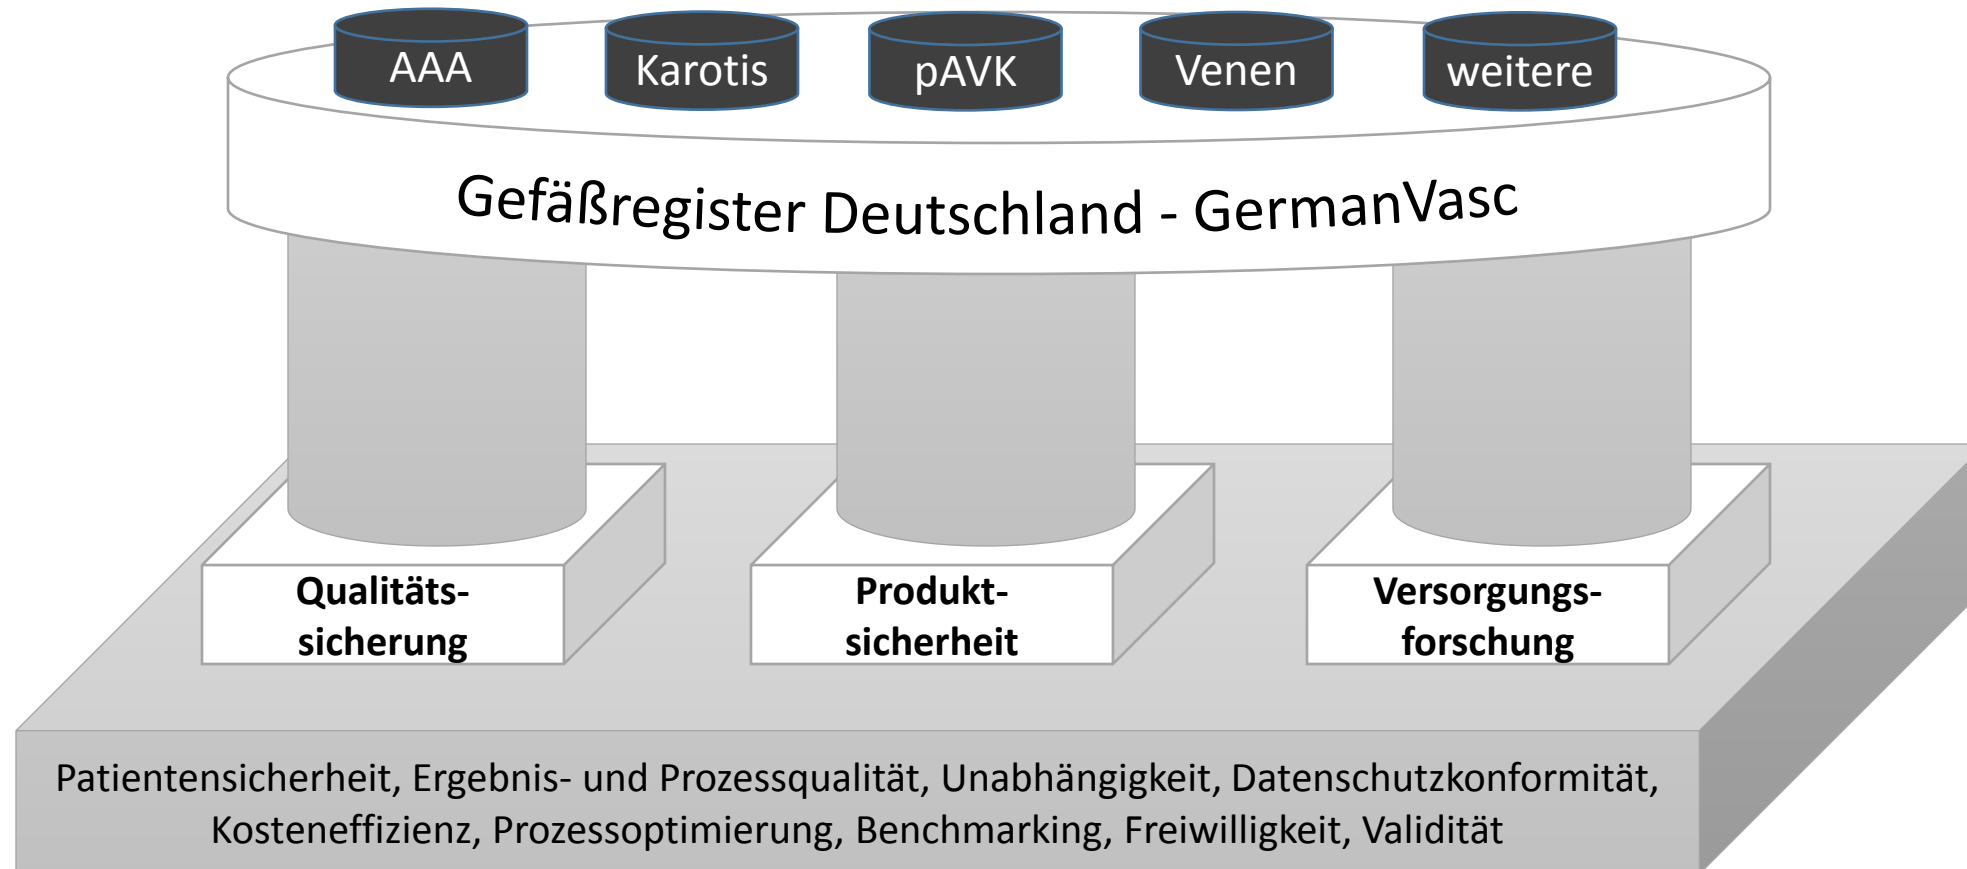 AAA
Karotis
pAVK
Venen
weitere
Gefäßregister Deutschland - GermanVasc
Qualitäts-
sicherung
Produkt-
sicherheit
Versorgungs-
forschung
Patientensicherheit, Ergebnis- und Prozessqualität, Unabhängigkeit, Datenschutzkonformität,
Kosteneffizienz, Prozessoptimierung, Benchmarking, Freiwilligkeit, Validität